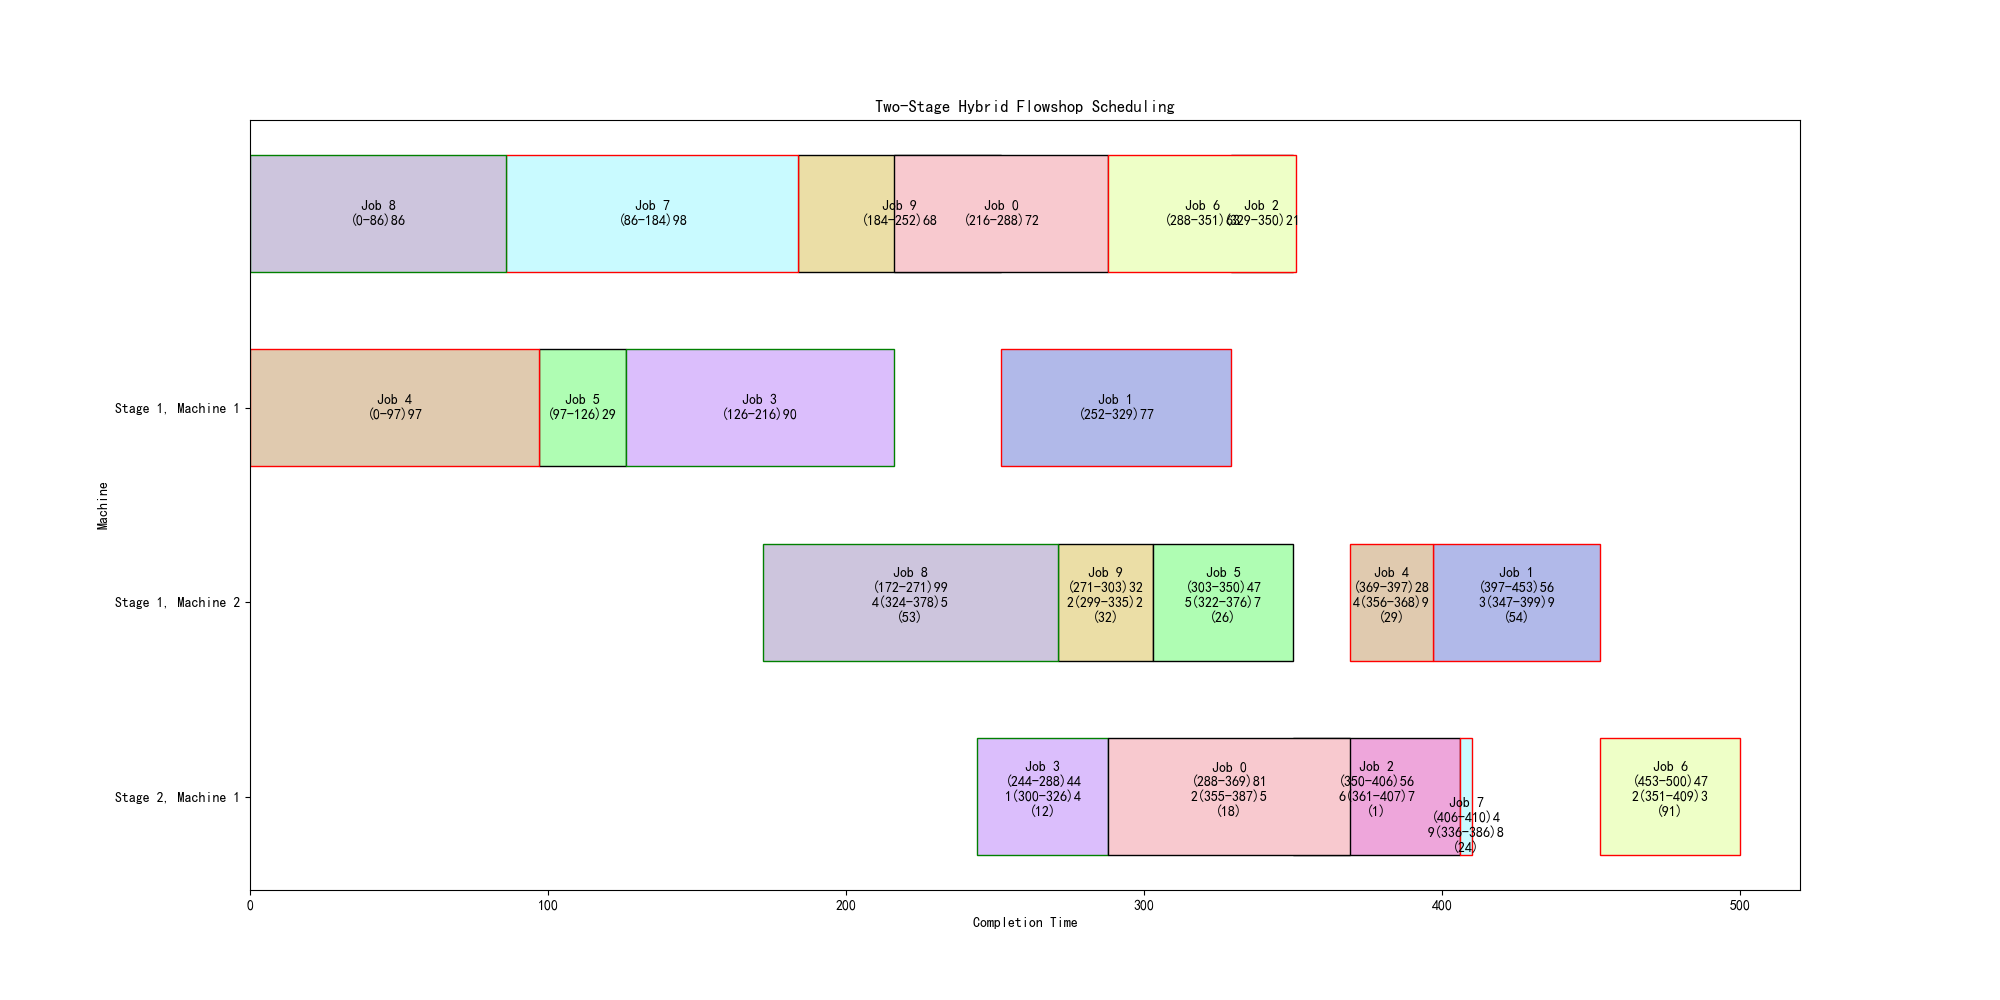 Two-Stage Hybrid Flowshop Scheduling
Job 8
(0-86)86
Job 7
(86-184)98
Job 9
(184-252)68
Job 0
(216-288)72
Job 6
(288-351)63
Job 2
(329-350)21
Stage 1, Machine 1
Job 4
(0-97)97
Job 5
(97-126)29
Job 3
(126-216)90
Job 1
(252-329)77
Machine
Stage 1, Machine 2
Job 8
(172-271)99
4(324-378)5
(53)
Job 9
(271-303)32
2(299-335)2
(32)
Job 5
(303-350)47
5(322-376)7
(26)
Job 4
(369-397)28
4(356-368)9
(29)
Job 1
(397-453)56
3(347-399)9
(54)
Stage 2, Machine 1
Job 3
(244-288)44
1(300-326)4
(12)
Job 0
(288-369)81
2(355-387)5
(18)
Job 2
(350-406)56
6(361-407)7
(1)
Job 7
(406-410)4
9(336-386)8
(24)
Job 6
(453-500)47
2(351-409)3
(91)
0
100
200
300
400
500
Completion Time